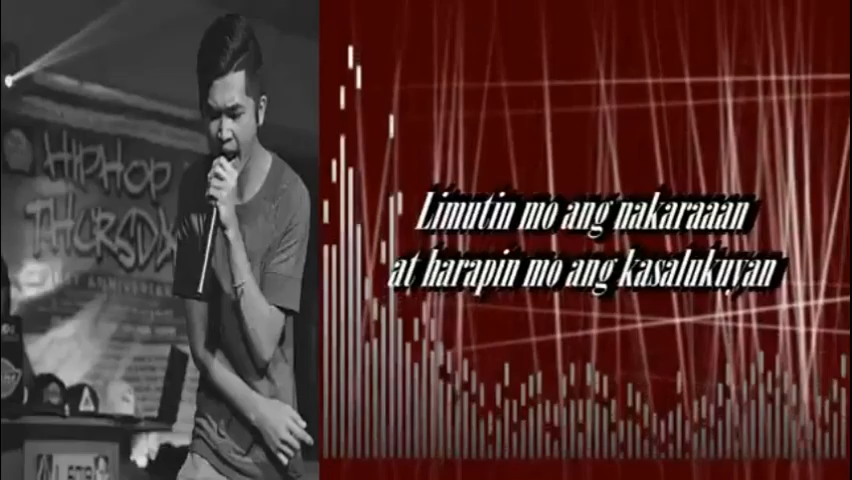 HIPHOP
THURSDAY
Limutin mo ang nakaraaan
at harapin mo ang kasalukuyan